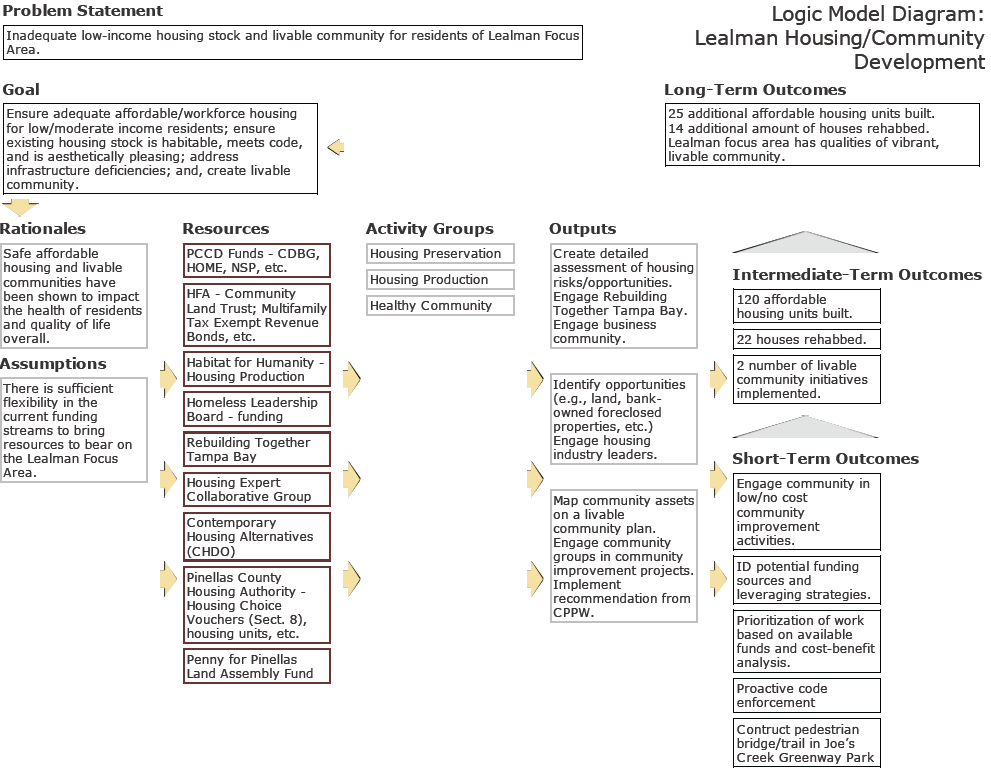 Problem Statement
Inadequate low-income housing stock and livable community for residents of Lealman Focus
Area.
Logic Model Diagram:
Lealman Housing/Community
Development
Goal
Ensure adequate affordable/workforce housing
for low/moderate income residents; ensure
existing housing stock is habitable, meets code,
and is aesthetically pleasing; address
infrastructure deficiencies; and, create livable
community.
Long-Term Outcomes
25 additional affordable housing units built.
14 additional amount of houses rehabbed.
Lealman focus area has qualities of vibrant,
livable community.
Rationales
Safe affordable
housing and livable
communities have
been shown to impact
the health of residents
and quality of life
overall.
Assumptions
There is sufficient
flexibility in the
current funding
streams to bring
resources to bear on
the Lealman Focus
Area.
Resources
PCCD Funds - CDBG,
HOME, NSP, etc.
HFA - Community
Land Trust; Multifamily
Tax Exempt Revenue
Bonds, etc.
Habitat for Humanity -
Housing Production
Homeless Leadership
Board - funding
Rebuilding Together
Tampa Bay
Housing Expert
Collaborative Group
Contemporary
Housing Alternatives
(CHDO)
Pinellas County
Housing Authority -
Housing Choice
Vouchers (Sect. 8),
housing units, etc.
Penny for Pinellas
Land Assembly Fund
Activity Groups
Housing Preservation
Housing Production
Healthy Community
Outputs
Create detailed
assessment of housing
risks/opportunities.
Engage Rebuilding
Together Tampa Bay.
Engage business
community.
Identify opportunities
(e.g., land, bank-
owned foreclosed
properties, etc.)
Engage housing
industry leaders.
Map community assets
on a livable
community plan.
Engage community
groups in community
improvement projects.
Implement
recommendation from
CPPW.
Intermediate-Term Outcomes
120 affordable
housing units built.
22 houses rehabbed.
2 number of livable
community initiatives
implemented.
Short-Term Outcomes
Engage community in
low/no cost
community
improvement
activities.
ID potential funding
sources and
leveraging strategies.
Prioritization of work
based on available
funds and cost-benefit
analysis.
Proactive code
enforcement
Contruct pedestrian
bridge/trail in Joe's
Creek Greenway Park